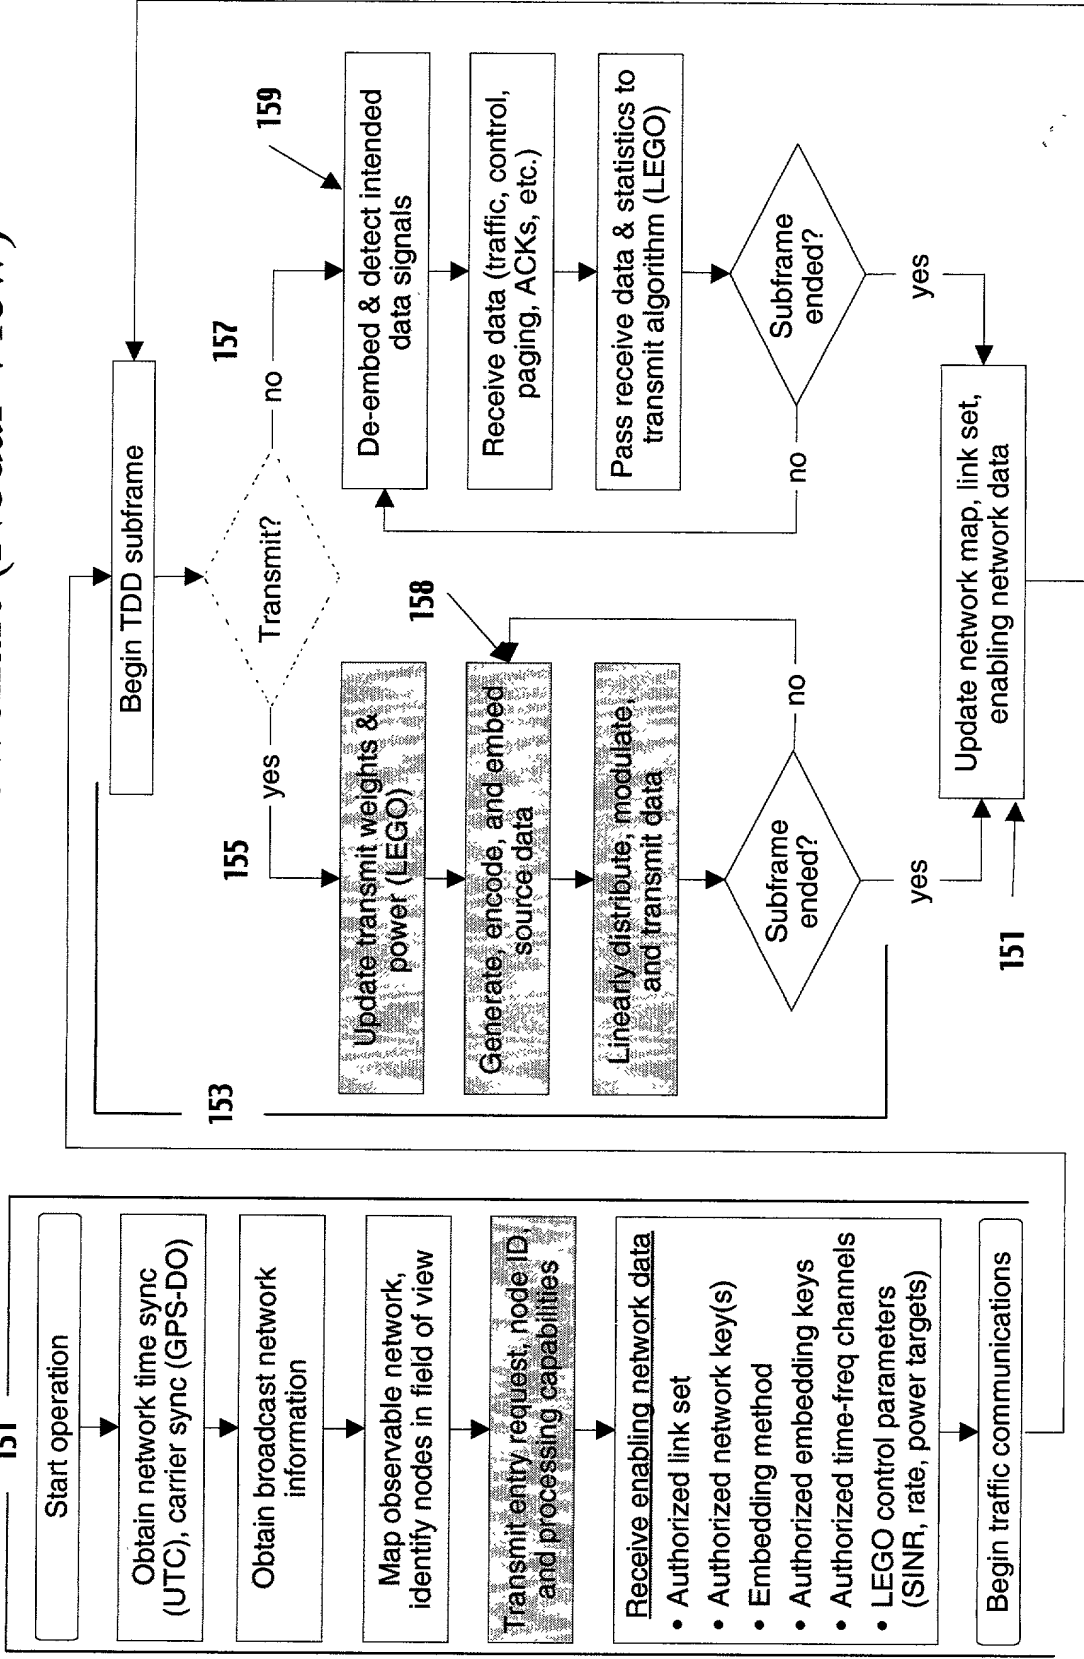 151
Start operation
Obtain network time sync
(UTC), carrier sync (GPS-DO)
Obtain broadcast network
information
Map observable network,
identify nodes in field of view
Transmit entry request, node ID,
and processing capabilities
Receive enabling network data
• Authorized link set
• Authorized network key(s)
• Embedding method
• Authorized embedding keys
• Authorized time-freq channels
• LEGO control parameters
(SINR, rate, power targets)
Begin traffic communications
153
Begin TDD subframe
Transmit?
yes
no
155
157
Update transmit weights &
power (LEGO)
158
Generate, encode, and embed
source data
Linearly distribute, modulate,
and transmit data
Subframe
ended?
no
yes
159
De-embed & detect intended
data signals
Receive data (traffic, control,
paging, ACKs, etc.)
Pass receive data & statistics to
transmit algorithm (LEGO)
Subframe
ended?
no
yes
151
Update network map, link set,
enabling network data